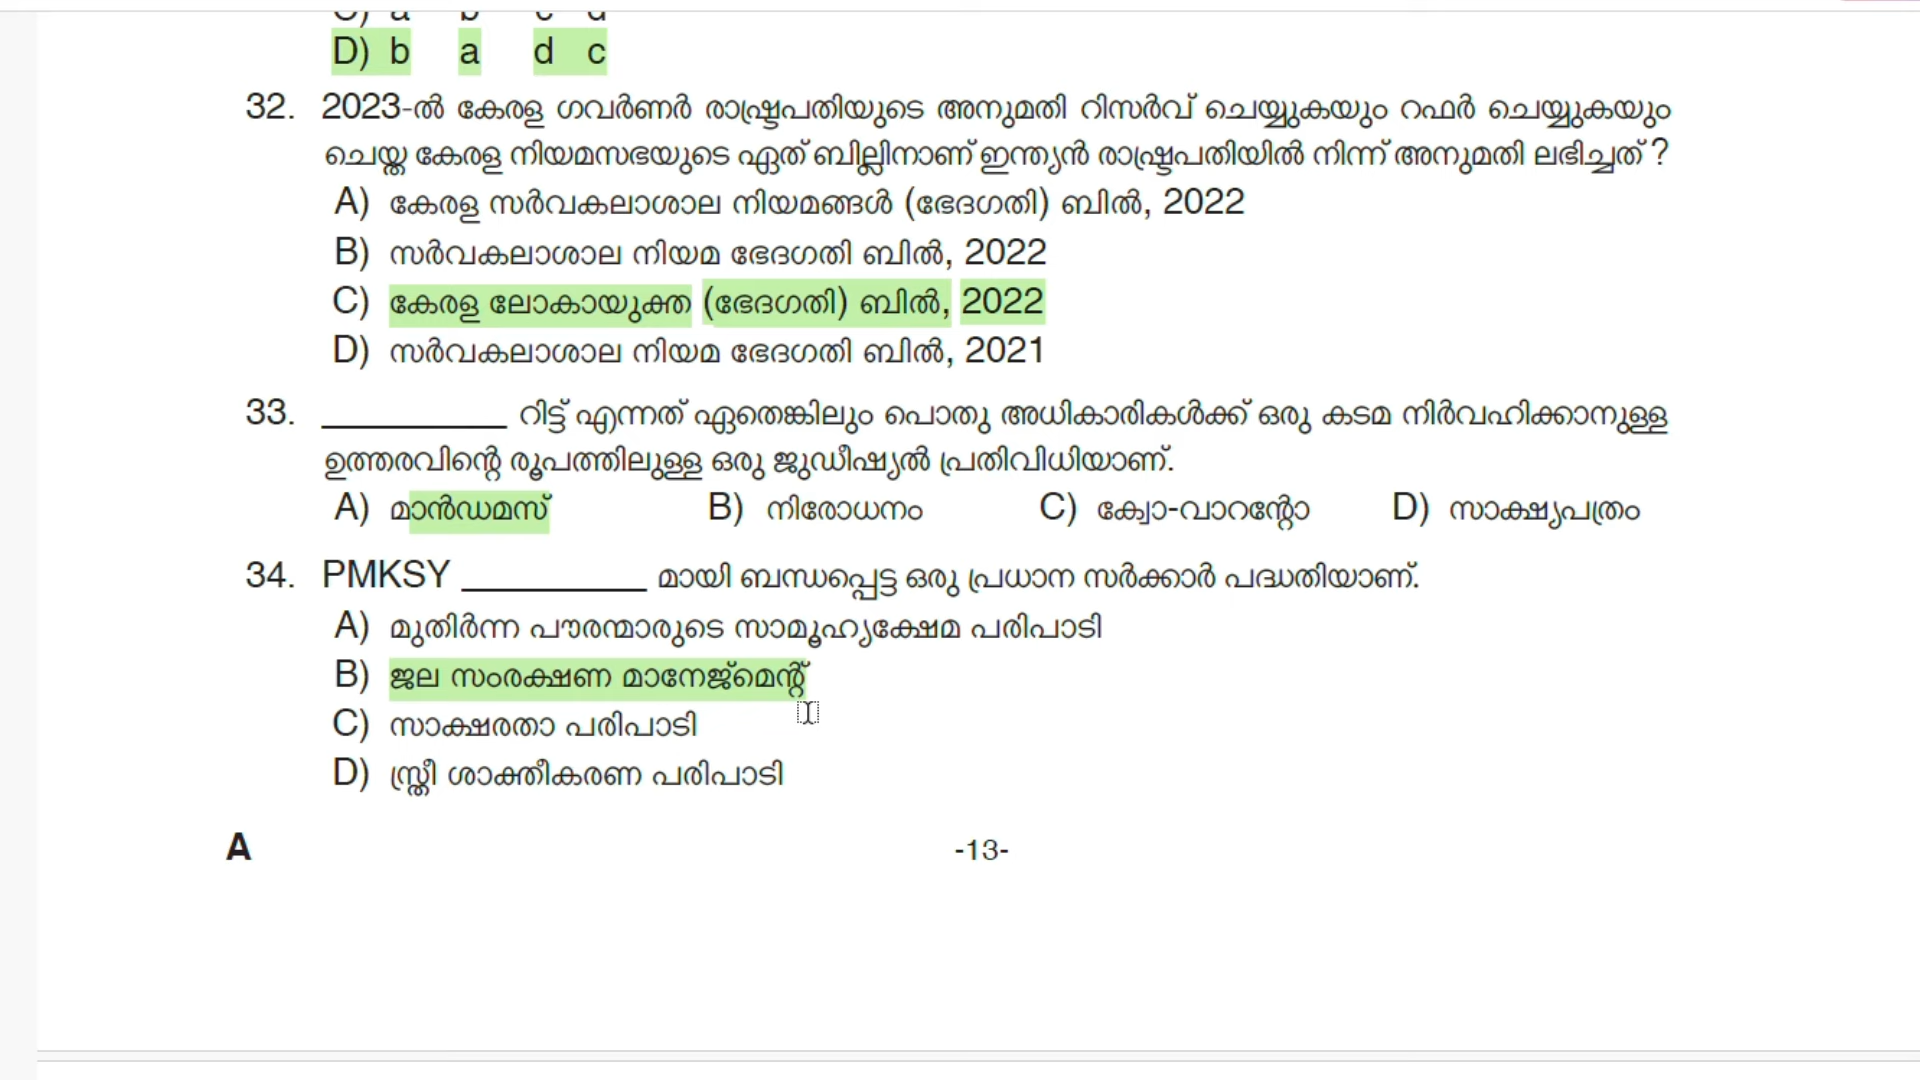 C) a b c d
D) b a d c
32. 2023-ൽ കേരള ഗവർണർ രാഷ്ട്രപതിയുടെ അനുമതി റിസർവ് ചെയ്യുകയും റഫർ ചെയ്യുകയും
ചെയ്ത കേരള നിയമസഭയുടെ ഏത് ബില്ലിനാണ് ഇന്ത്യൻ രാഷ്ട്രപതിയിൽ നിന്ന് അനുമതി ലഭിച്ചത് ?
A) കേരള സർവകലാശാല നിയമങ്ങൾ (ഭേദഗതി) ബിൽ, 2022
B) സർവകലാശാല നിയമ ഭേദഗതി ബിൽ, 2022
C) കേരള ലോകായുക്ത (ഭേദഗതി) ബിൽ, 2022
D) സർവകലാശാല നിയമ ഭേദഗതി ബിൽ, 2021
33. __________ റിട്ട് എന്നത് ഏതെങ്കിലും പൊതു അധികാരികൾക്ക് ഒരു കടമ നിർവഹിക്കാനുള്ള
ഉത്തരവിന്റെ രൂപത്തിലുള്ള ഒരു ജുഡീഷ്യൽ പ്രതിവിധിയാണ്.
A) മാൻഡമസ് B) നിരോധനം C) ക്വോ-വാറന്റോ D) സാക്ഷ്യപത്രം
34. PMKSY __________ മായി ബന്ധപ്പെട്ട ഒരു പ്രധാന സർക്കാർ പദ്ധതിയാണ്.
A) മുതിർന്ന പൗരന്മാരുടെ സാമൂഹ്യക്ഷേമ പരിപാടി
B) ജല സംരക്ഷണ മാനേജ്മെന്റ്
C) സാക്ഷരതാ പരിപാടി
D) സ്ത്രീ ശാക്തീകരണ പരിപാടി
A -13-